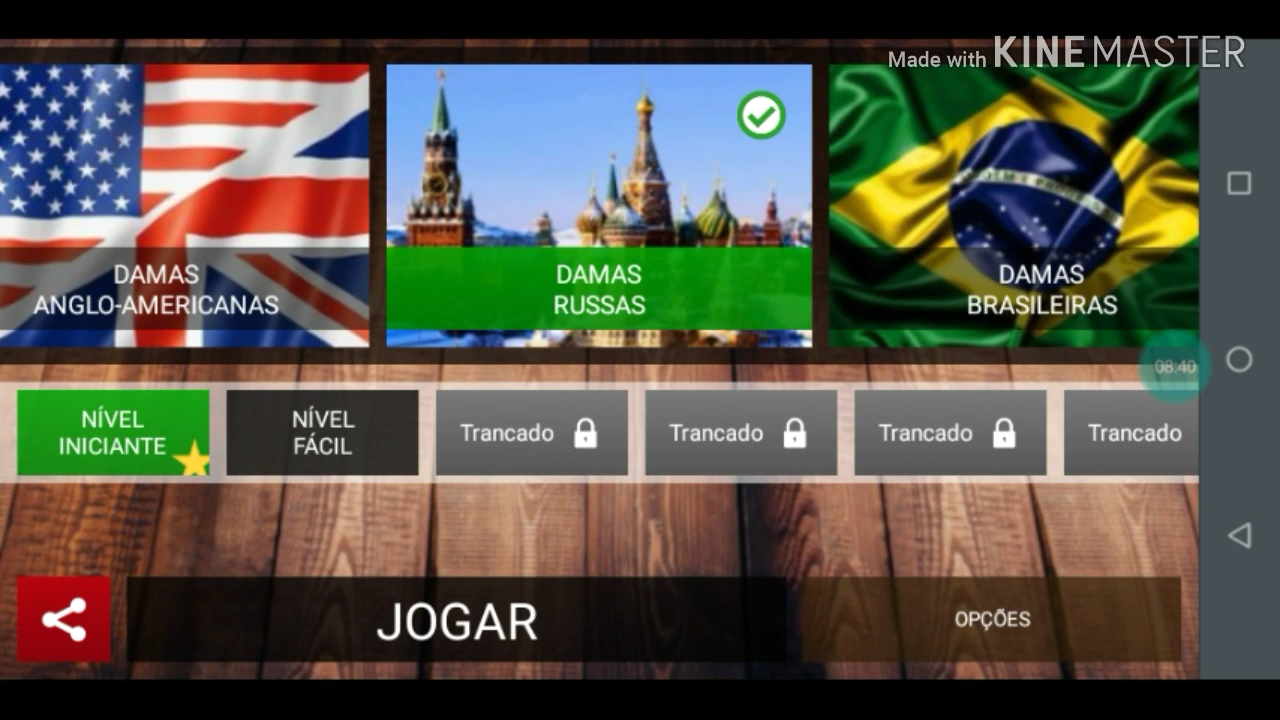 Made with KINEMASTER
DAMAS
ANGLO-AMERICANAS
DAMAS
RUSSAS
DAMAS
BRASILEIRAS
08:40
NÍVEL
INICIANTE
NÍVEL
FÁCIL
Trancado
Trancado
Trancado
Trancado
JOGAR
OPÇÕES